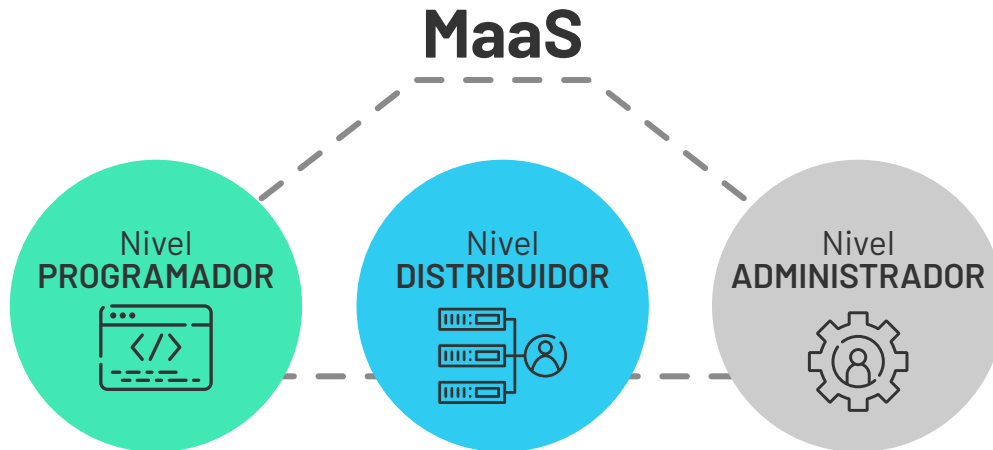 MaaS
Nivel
PROGRAMADOR
Nivel
DISTRIBUIDOR
Nivel
ADMINISTRADOR